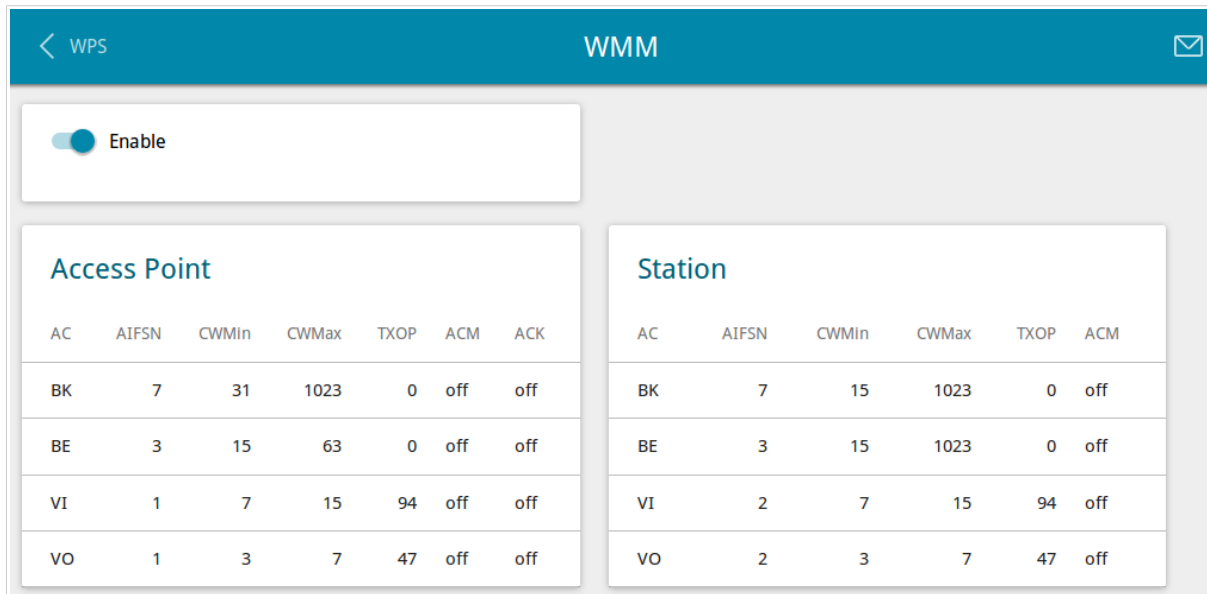 WPS WMM
Enable
Access Point
AC AIFSN CWMin CWMax TXOP ACM ACK
BK 7 31 1023 0 off off
BE 3 15 63 0 off off
VI 1 7 15 94 off off
VO 1 3 7 47 off off
Station
AC AIFSN CWMin CWMax TXOP ACM
BK 7 15 1023 0 off
BE 3 15 1023 0 off
VI 2 7 15 94 off
VO 2 3 7 47 off